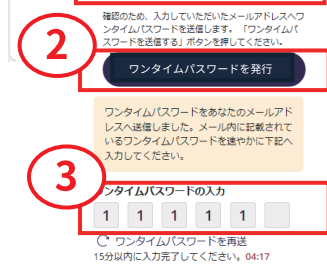 確認のため、入力していただいたメールアドレスへワ
ンタイムパスワードを送信します。「ワンタイムパ
スワードを送信する」ボタンを押してください。
2
ワンタイムパスワードを発行
ワンタイムパスワードをあなたのメールアド
レスへ送信しました。メール内に記載されて
いるワンタイムパスワードを速やかに下記へ
入力してください。
3
ワンタイムパスワードの入力
1 1 1 1 1
ワンタイムパスワードを再送
15分以内に入力完了してください。04:17